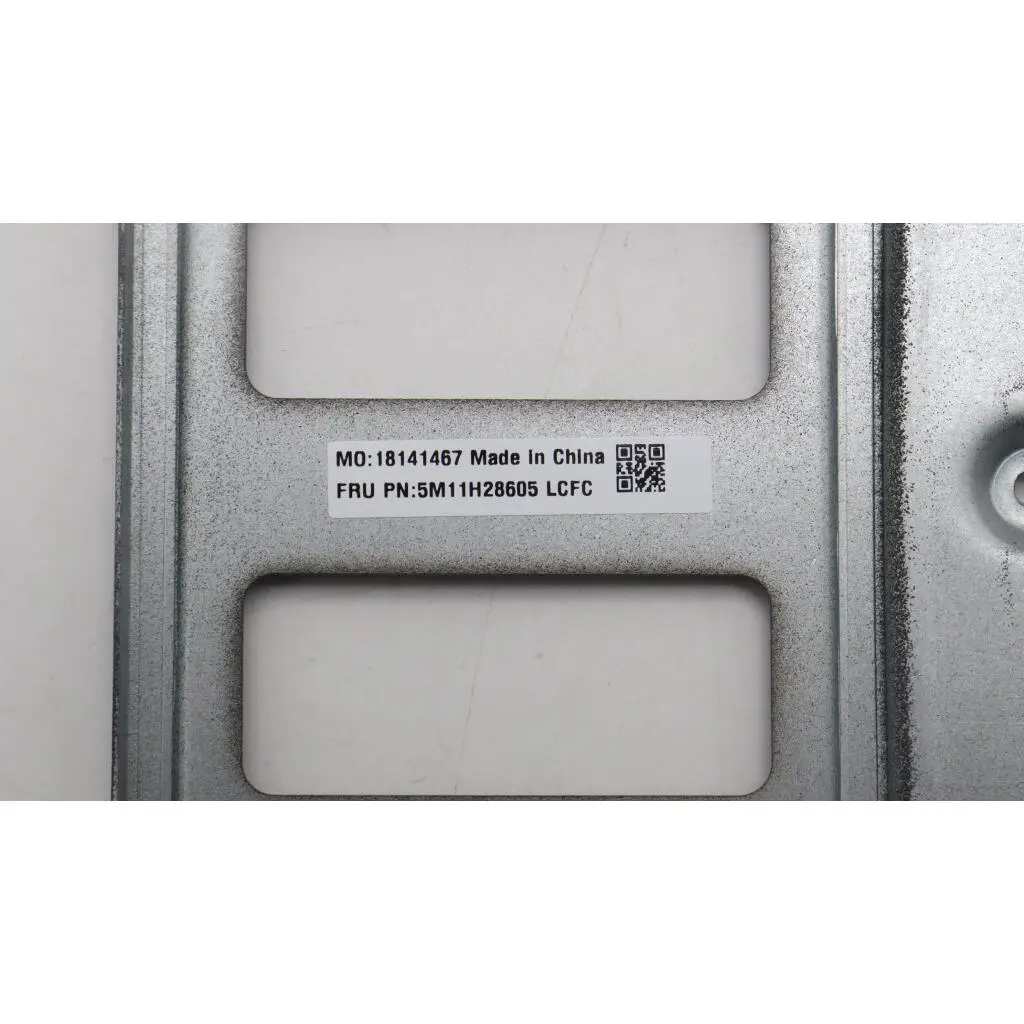 MO:18141467 Made in China
FRU PN:5M11H28605 LCFC